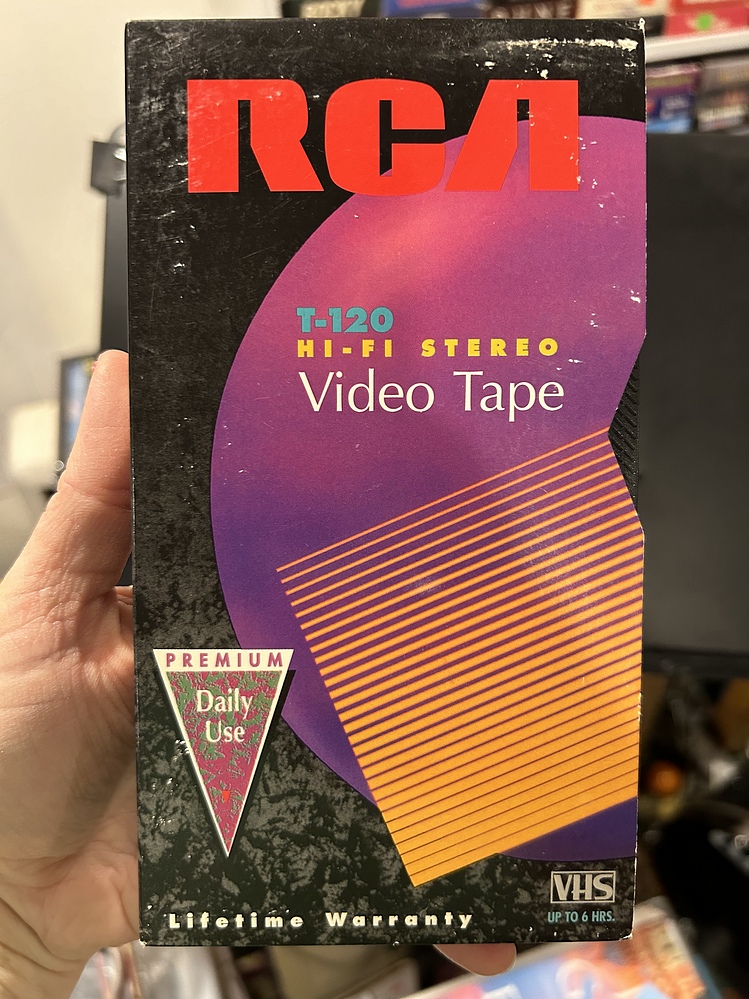 RCA
T-120
HI-FI STEREO
Video Tape
PREMIUM
Daily
Use
VHS
UP TO 6 HRS.
Lifetime Warranty